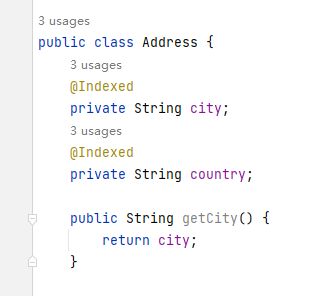 3 usages
public class Address {
3 usages
@Indexed
private String city;
3 usages
@Indexed
private String country;
public String getCity() {
return city;
}